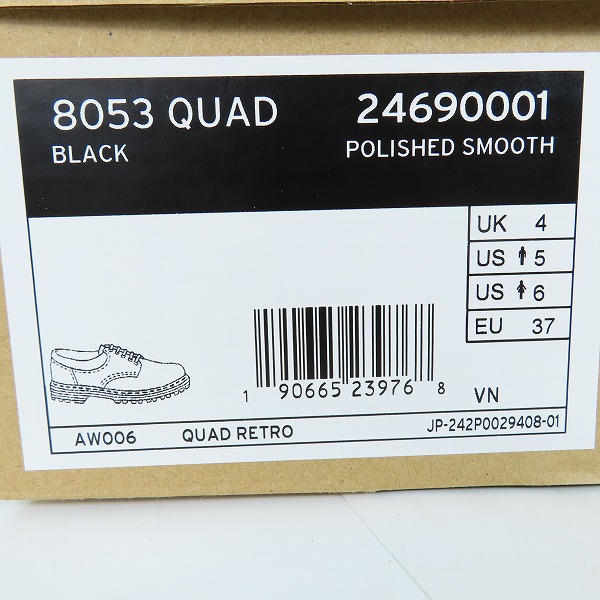 8053 QUAD 24690001
BLACK POLISHED SMOOTH
UK 4
US 5
US 6
EU 37
1 90665 23976 8 VN
AW006 QUAD RETRO JP-242P0029408-01